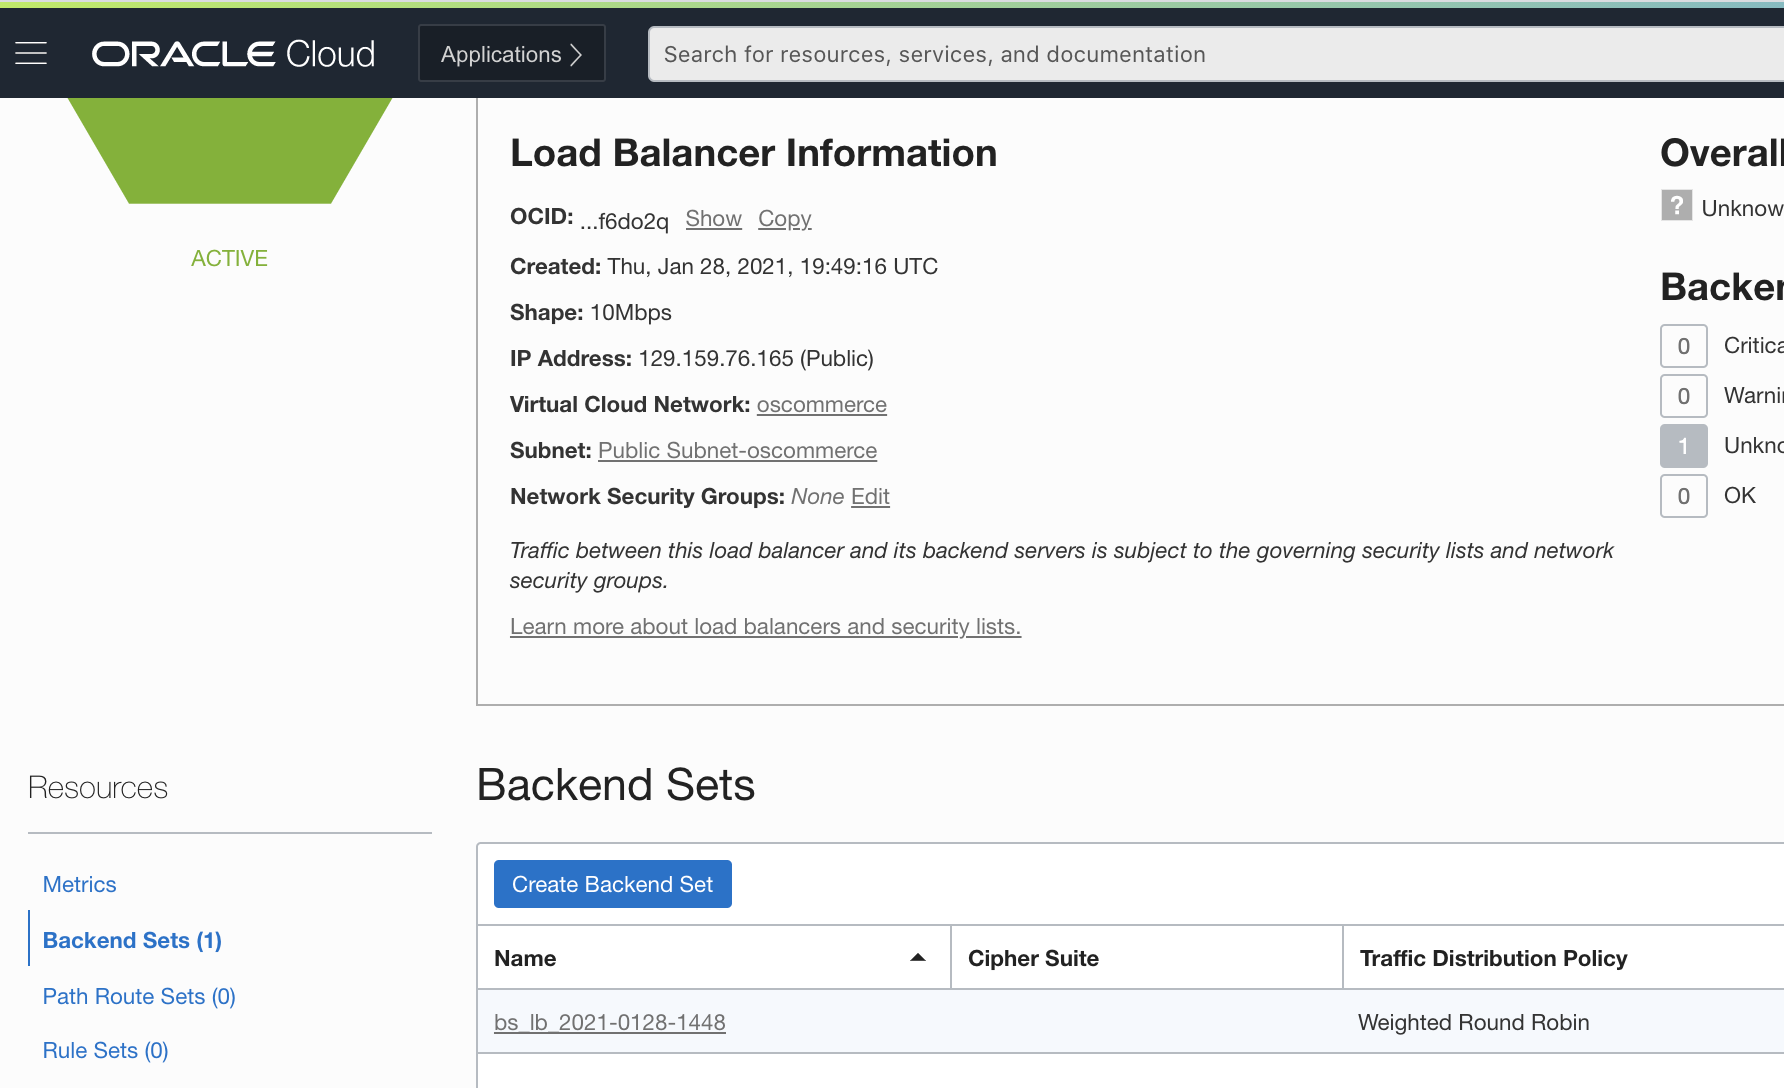 ORACLE Cloud
Applications
Search for resources, services, and documentation
ACTIVE
Load Balancer Information
OCID: ...f6do2q Show Copy
Created: Thu, Jan 28, 2021, 19:49:16 UTC
Shape: 10Mbps
IP Address: 129.159.76.165 (Public)
Virtual Cloud Network: oscommerce
Subnet: Public Subnet-oscommerce
Network Security Groups: None Edit
Traffic between this load balancer and its backend servers is subject to the governing security lists and network
security groups.
Learn more about load balancers and security lists.
Overall
? Unknow
Backen
0 Critica
0 Warnin
1 Unkno
0 OK
Resources
Metrics
Backend Sets (1)
Path Route Sets (0)
Rule Sets (0)
Backend Sets
Create Backend Set
Name Cipher Suite Traffic Distribution Policy
bs_lb_2021-0128-1448 Weighted Round Robin